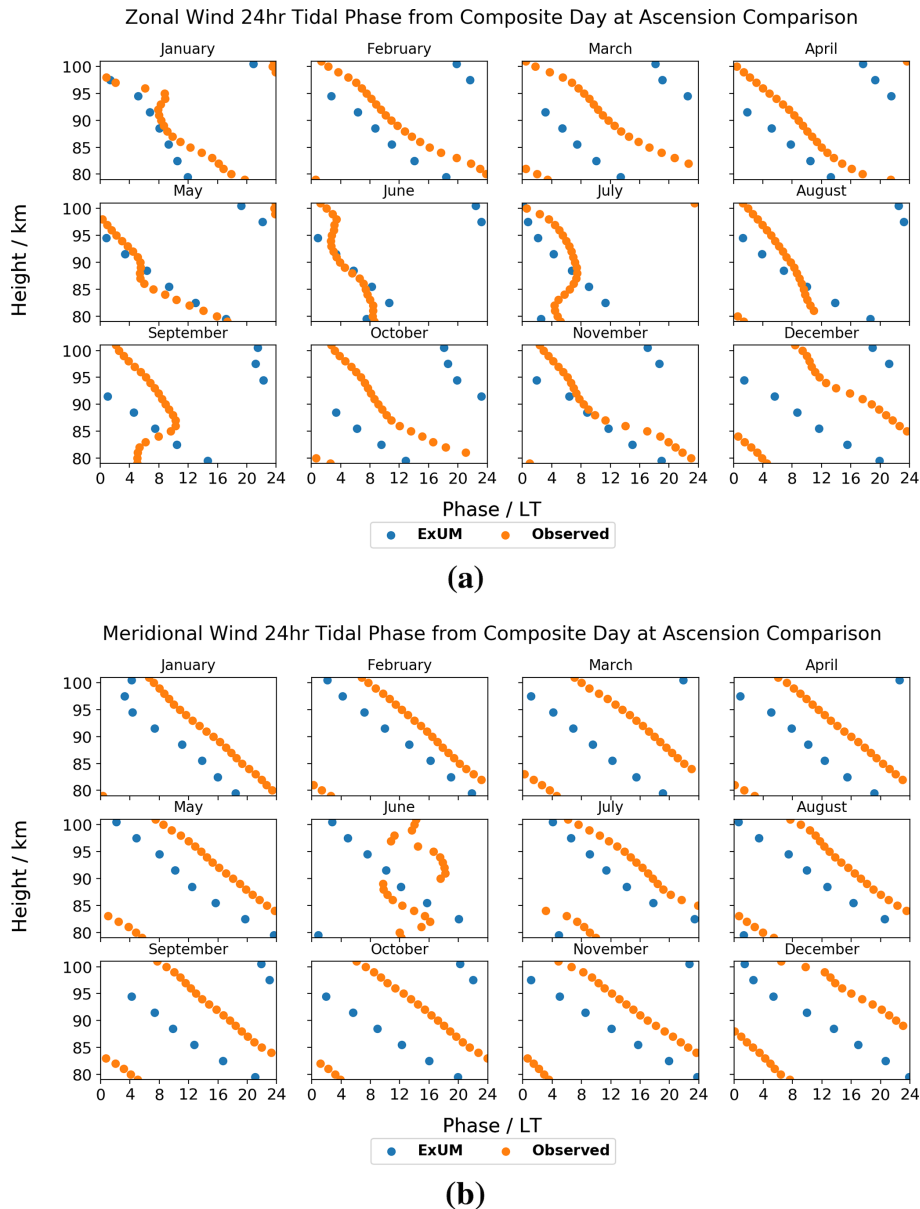 Zonal Wind 24hr Tidal Phase from Composite Day at Ascension Comparison
January February March April
100
95
90
85
80
May June July August
100
95
90
85
80
September October November December
100
95
90
85
80
0 4 8 12 16 20 24 0 4 8 12 16 20 24 0 4 8 12 16 20 24 0 4 8 12 16 20 24
Height / km
Phase / LT
ExUM Observed
(a)
Meridional Wind 24hr Tidal Phase from Composite Day at Ascension Comparison
January February March April
100
95
90
85
80
May June July August
100
95
90
85
80
September October November December
100
95
90
85
80
0 4 8 12 16 20 24 0 4 8 12 16 20 24 0 4 8 12 16 20 24 0 4 8 12 16 20 24
Height / km
Phase / LT
ExUM Observed
(b)